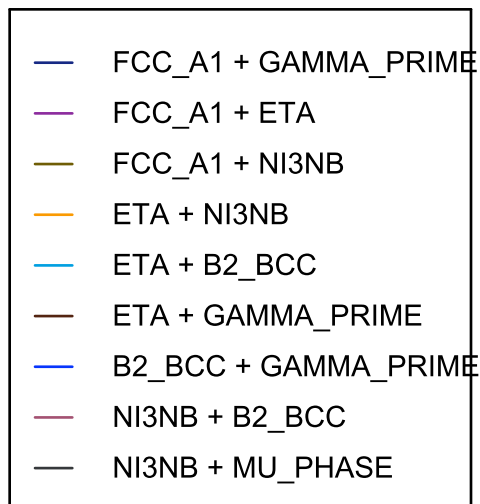 FCC_A1 + GAMMA_PRIME
FCC_A1 + ETA
FCC_A1 + NI3NB
ETA + NI3NB
ETA + B2_BCC
ETA + GAMMA_PRIME
B2_BCC + GAMMA_PRIME
NI3NB + B2_BCC
NI3NB + MU_PHASE